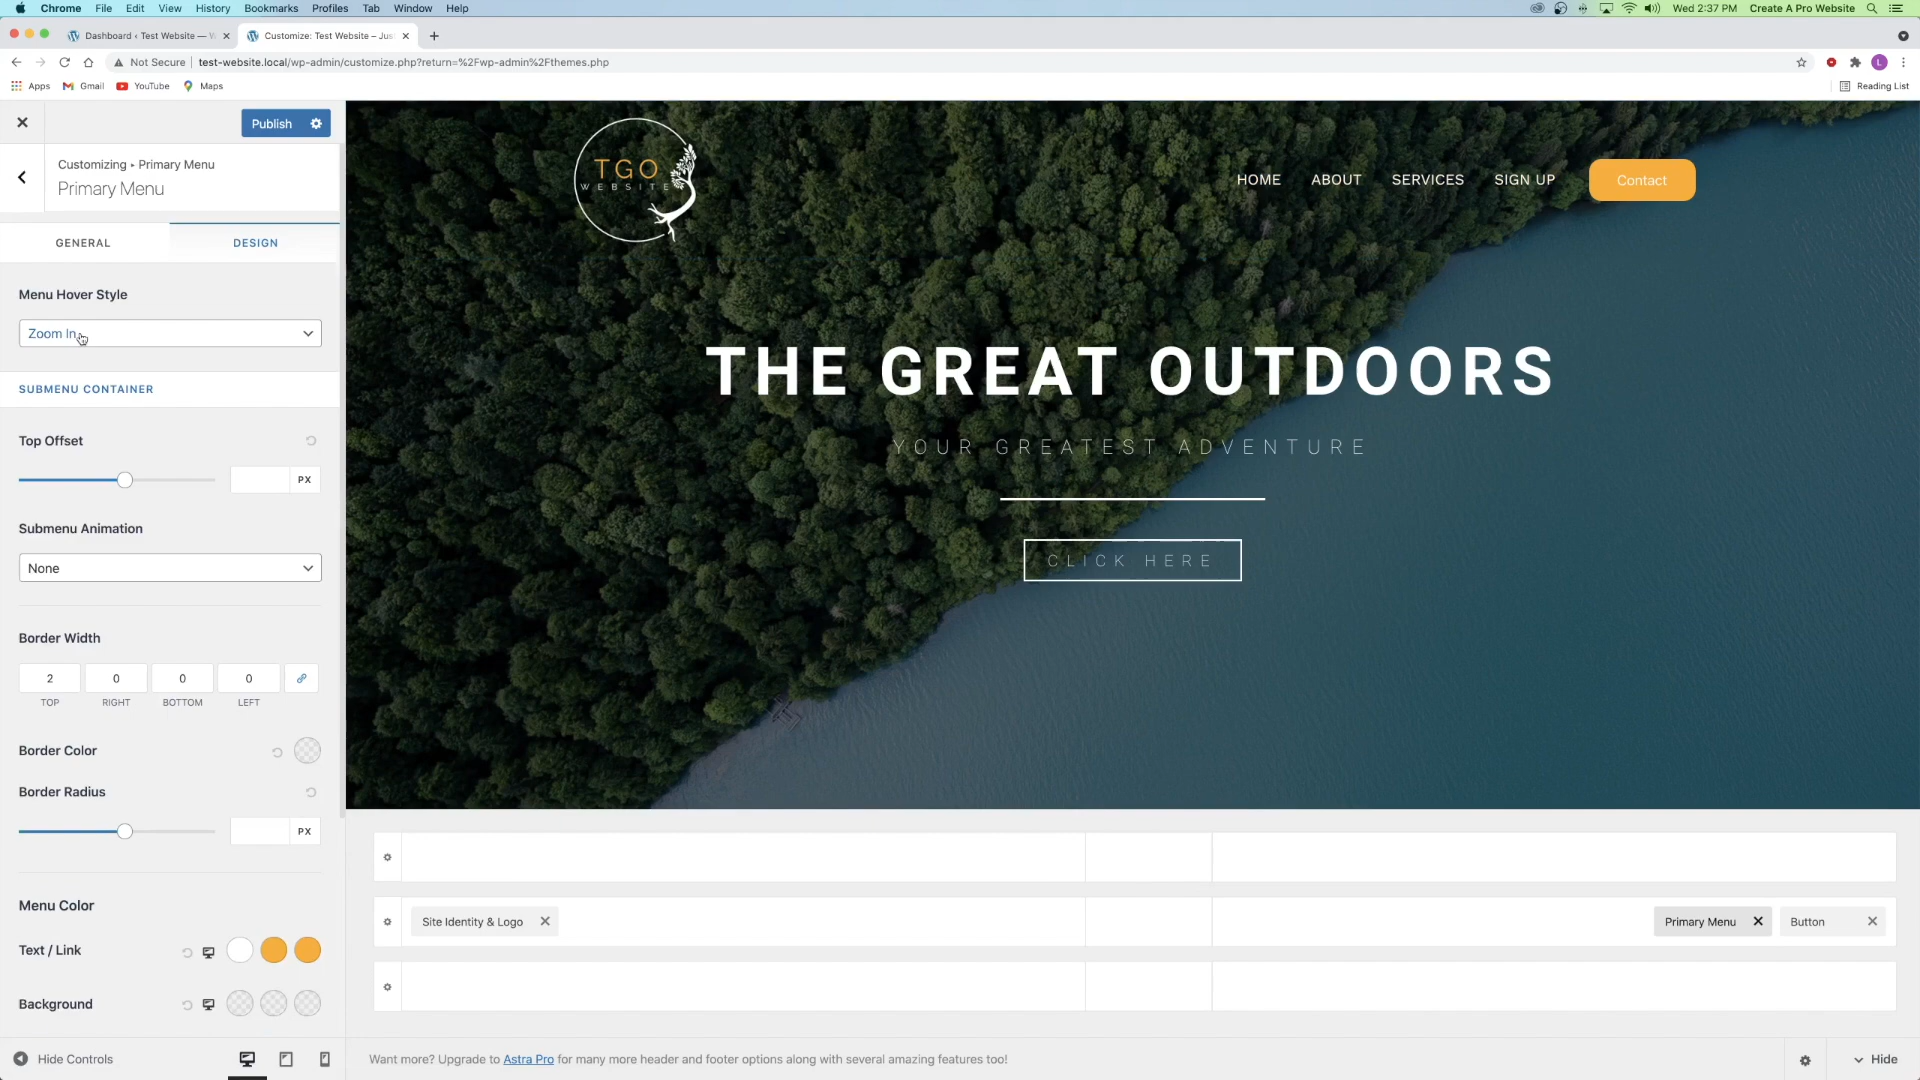 Chrome File Edit View History Bookmarks Profiles Tab Window Help
Wed 2:37 PM Create A Pro Website
Dashboard ‹ Test Website — W
Customize: Test Website – Jus
Not Secure test-website.local/wp-admin/customize.php?return=%2Fwp-admin%2Fthemes.php
L
Apps Gmail YouTube Maps
Reading List
Publish
Customizing ▸ Primary Menu
Primary Menu
GENERAL DESIGN
Menu Hover Style
Zoom In
SUBMENU CONTAINER
Top Offset
PX
Submenu Animation
None
Border Width
2 0 0 0
TOP RIGHT BOTTOM LEFT
Border Color
Border Radius
PX
Menu Color
Text / Link
Background
Hide Controls
TGO
WEBSITE
HOME ABOUT SERVICES SIGN UP Contact
THE GREAT OUTDOORS
YOUR GREATEST ADVENTURE
CLICK HERE
Site Identity & Logo
Primary Menu
Button
Want more? Upgrade to Astra Pro for many more header and footer options along with several amazing features too!
Hide